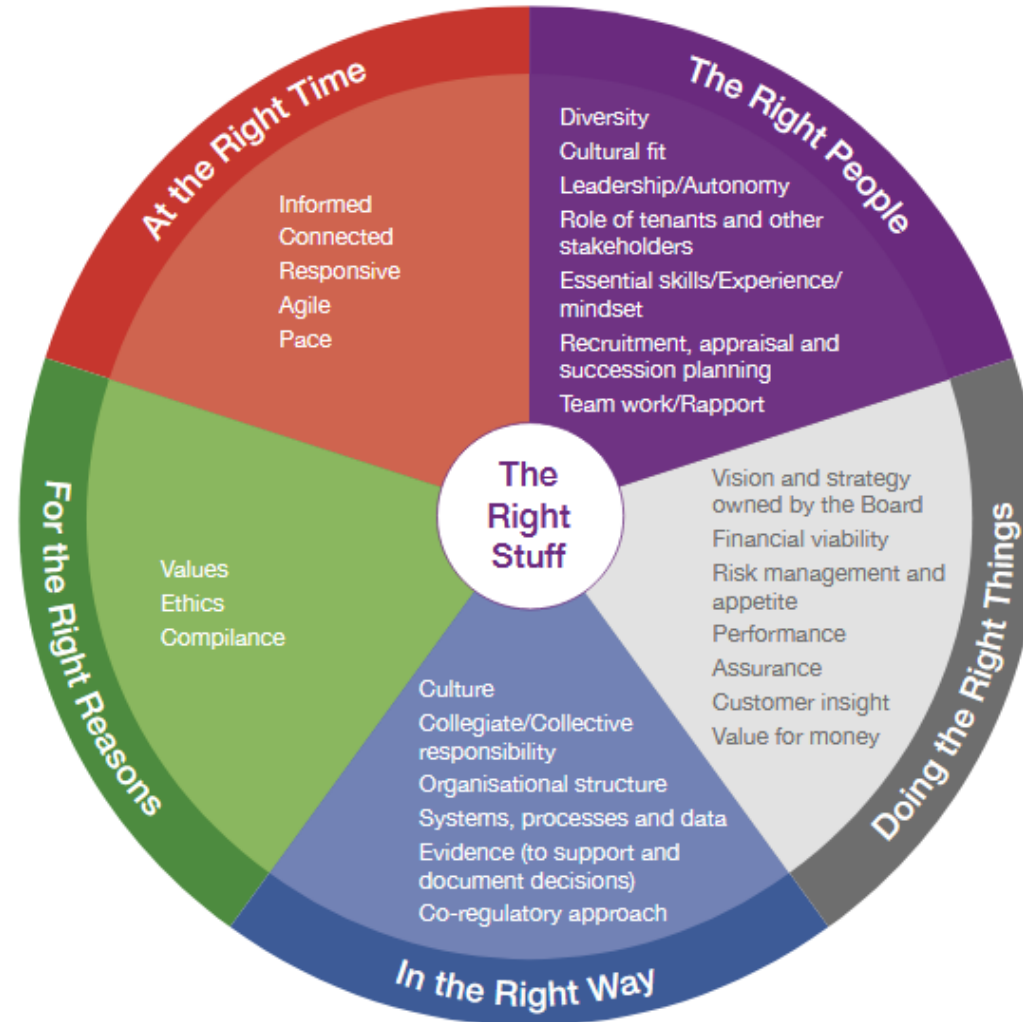 The
Right
Stuff
The Right People
Diversity
Cultural fit
Leadership/Autonomy
Role of tenants and other
stakeholders
Essential skills/Experience/
mindset
Recruitment, appraisal and
succession planning
Team work/Rapport
Doing the Right Things
Vision and strategy
owned by the Board
Financial viability
Risk management and
appetite
Performance
Assurance
Customer insight
Value for money
In the Right Way
Culture
Collegiate/Collective
responsibility
Organisational structure
Systems, processes and data
Evidence (to support and
document decisions)
Co-regulatory approach
For the Right Reasons
Values
Ethics
Compilance
At the Right Time
Informed
Connected
Responsive
Agile
Pace